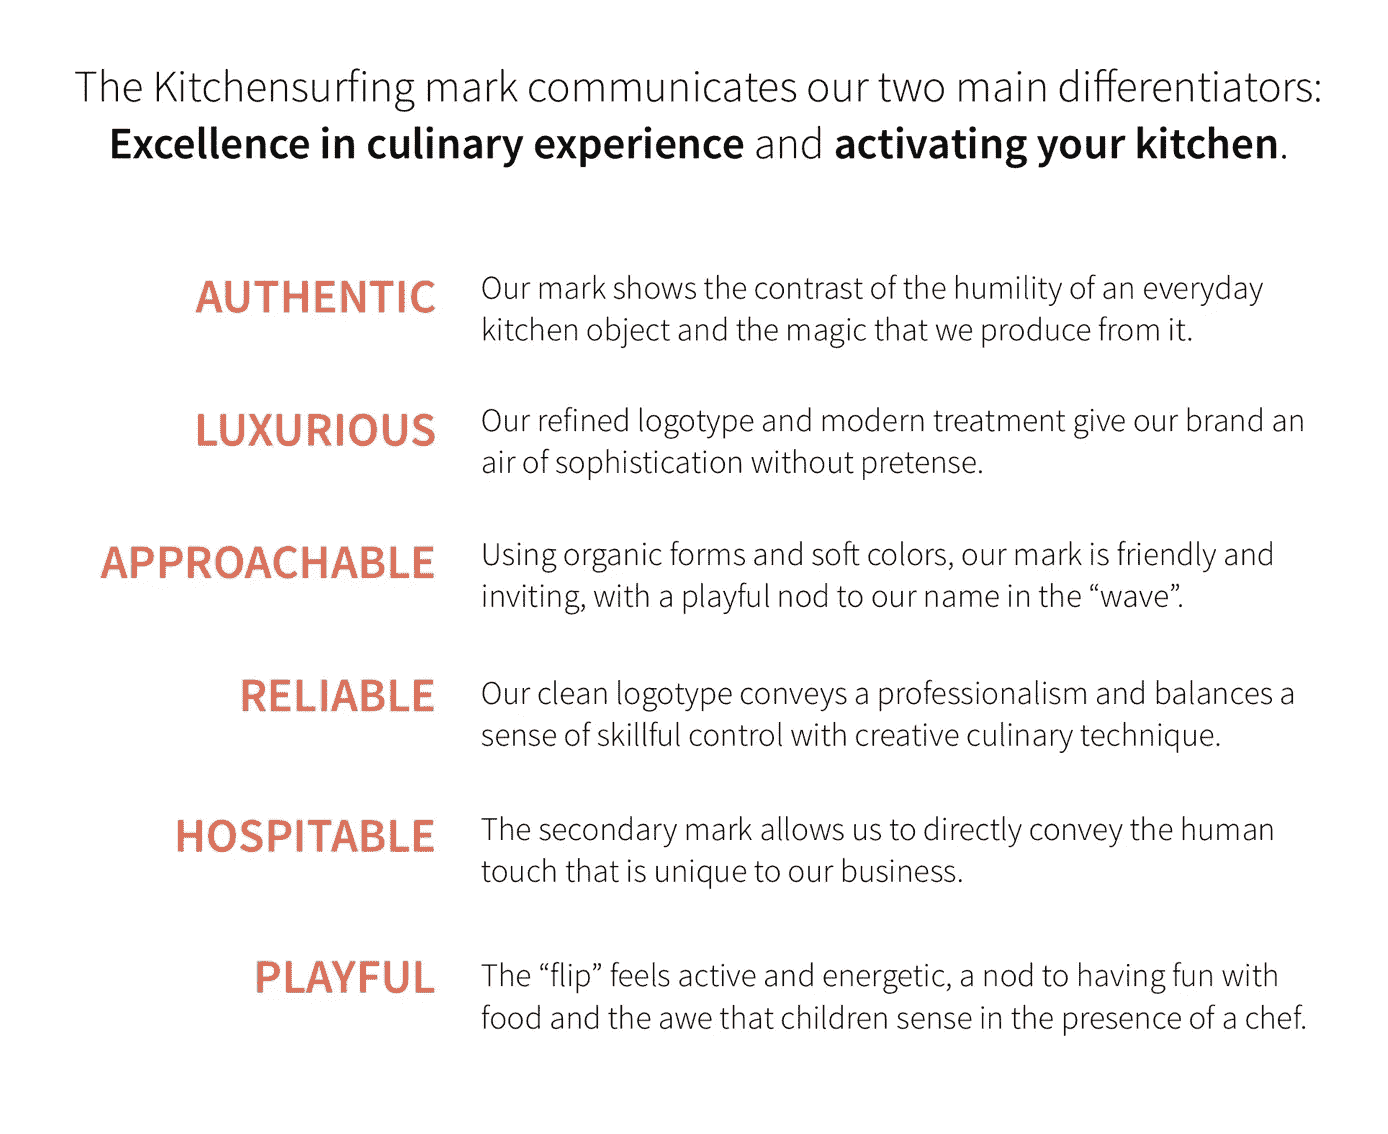 The Kitchensurfing mark communicates our two main differentiators:
Excellence in culinary experience and activating your kitchen.
AUTHENTIC
Our mark shows the contrast of the humility of an everyday
kitchen object and the magic that we produce from it.
LUXURIOUS
Our refined logotype and modern treatment give our brand an
air of sophistication without pretense.
APPROACHABLE
Using organic forms and soft colors, our mark is friendly and
inviting, with a playful nod to our name in the “wave”.
RELIABLE
Our clean logotype conveys a professionalism and balances a
sense of skillful control with creative culinary technique.
HOSPITABLE
The secondary mark allows us to directly convey the human
touch that is unique to our business.
PLAYFUL
The “flip” feels active and energetic, a nod to having fun with
food and the awe that children sense in the presence of a chef.